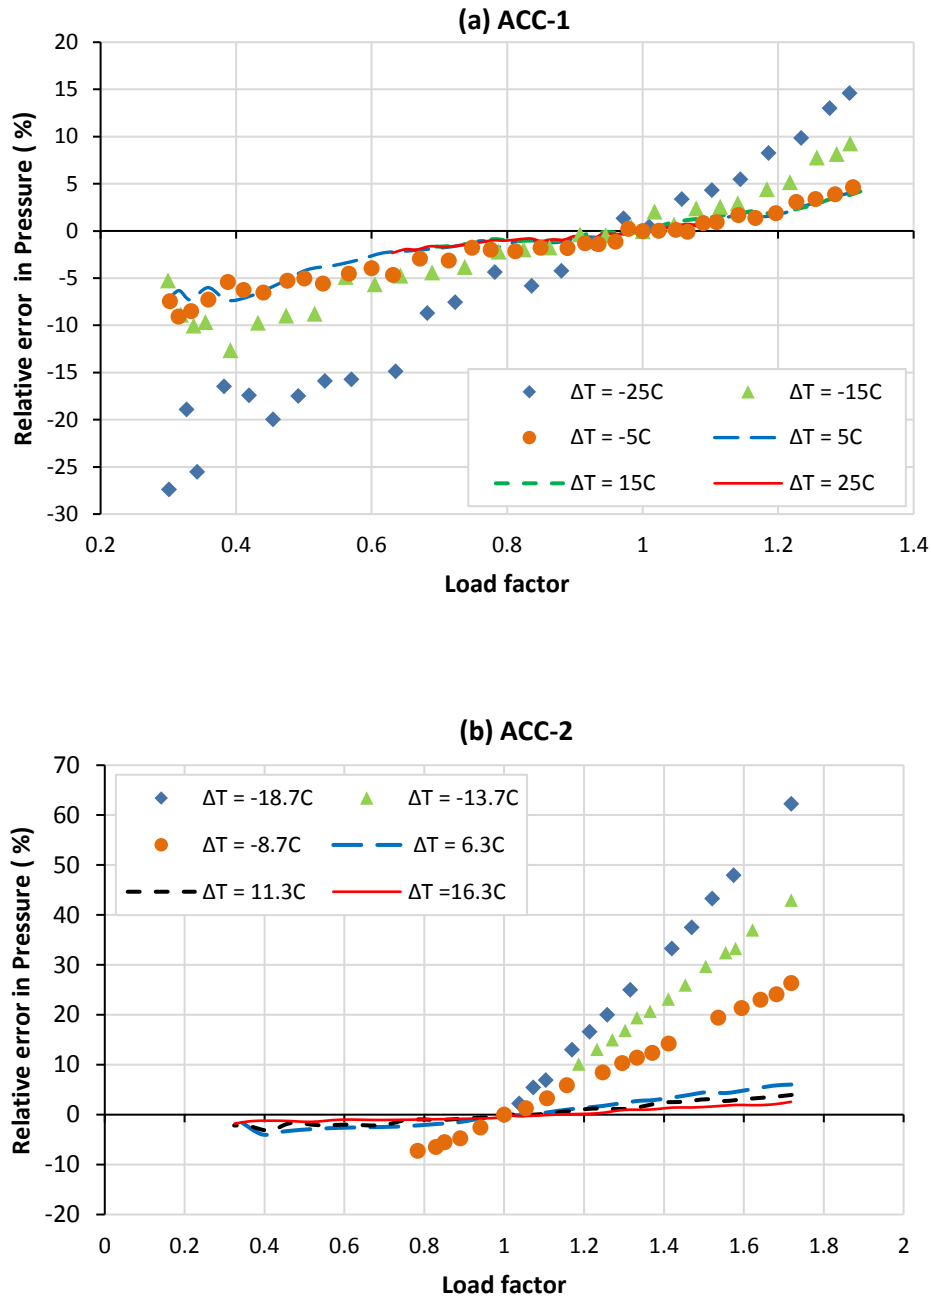 (a) ACC-1
Relative error in Pressure ( %)
20
15
10
5
0
-5
-10
-15
-20
-25
-30
ΔT = -25C
ΔT = -15C
ΔT = -5C
ΔT = 5C
ΔT = 15C
ΔT = 25C
0.2 0.4 0.6 0.8 1 1.2 1.4
Load factor
(b) ACC-2
Relative error in Pressure ( %)
70
60
50
40
30
20
10
0
-10
-20
ΔT = -18.7C
ΔT = -13.7C
ΔT = -8.7C
ΔT = 6.3C
ΔT = 11.3C
ΔT =16.3C
0 0.2 0.4 0.6 0.8 1 1.2 1.4 1.6 1.8 2
Load factor